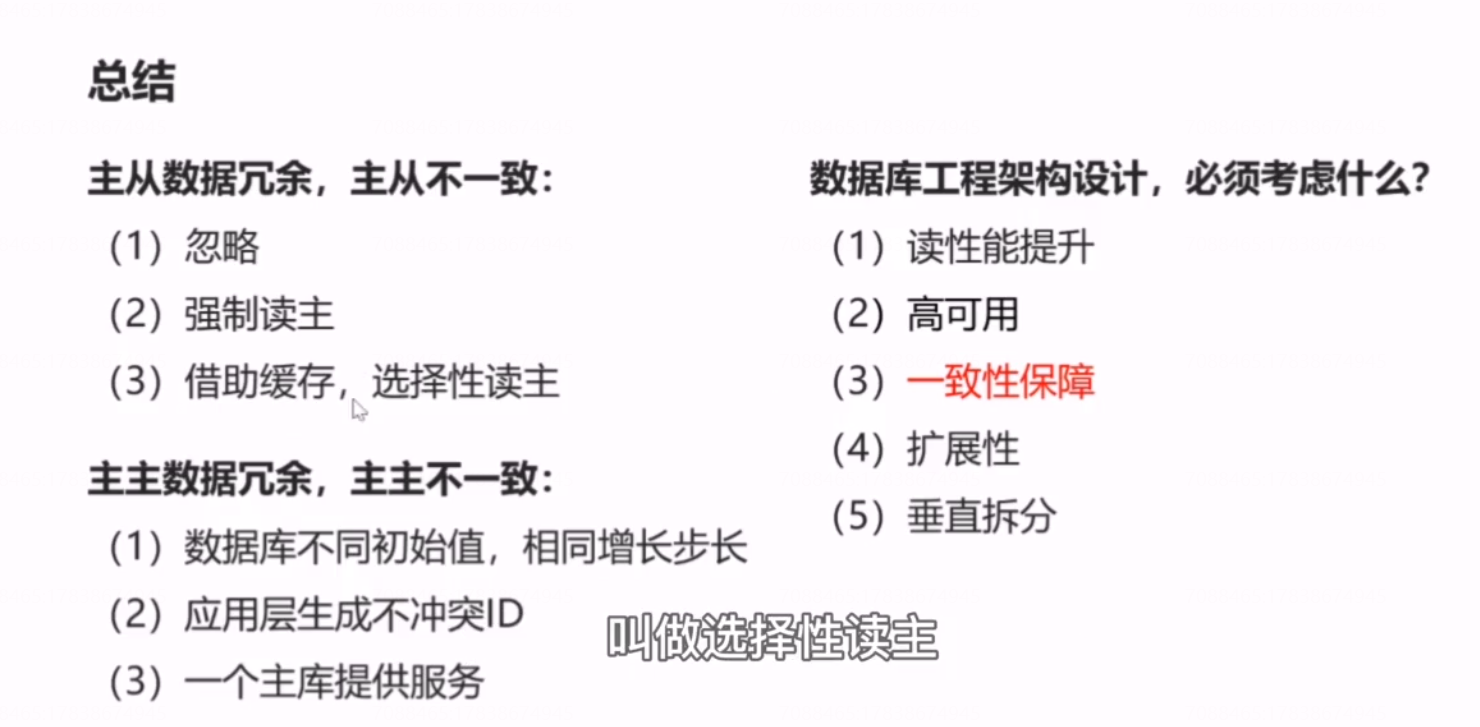 总结
主从数据冗余，主从不一致：
（1）忽略
（2）强制读主
（3）借助缓存，选择性读主
主主数据冗余，主主不一致：
（1）数据库不同初始值，相同增长步长
（2）应用层生成不冲突ID
（3）一个主库提供服务
数据库工程架构设计，必须考虑什么？
（1）读性能提升
（2）高可用
（3）一致性保障
（4）扩展性
（5）垂直拆分
叫做选择性读主